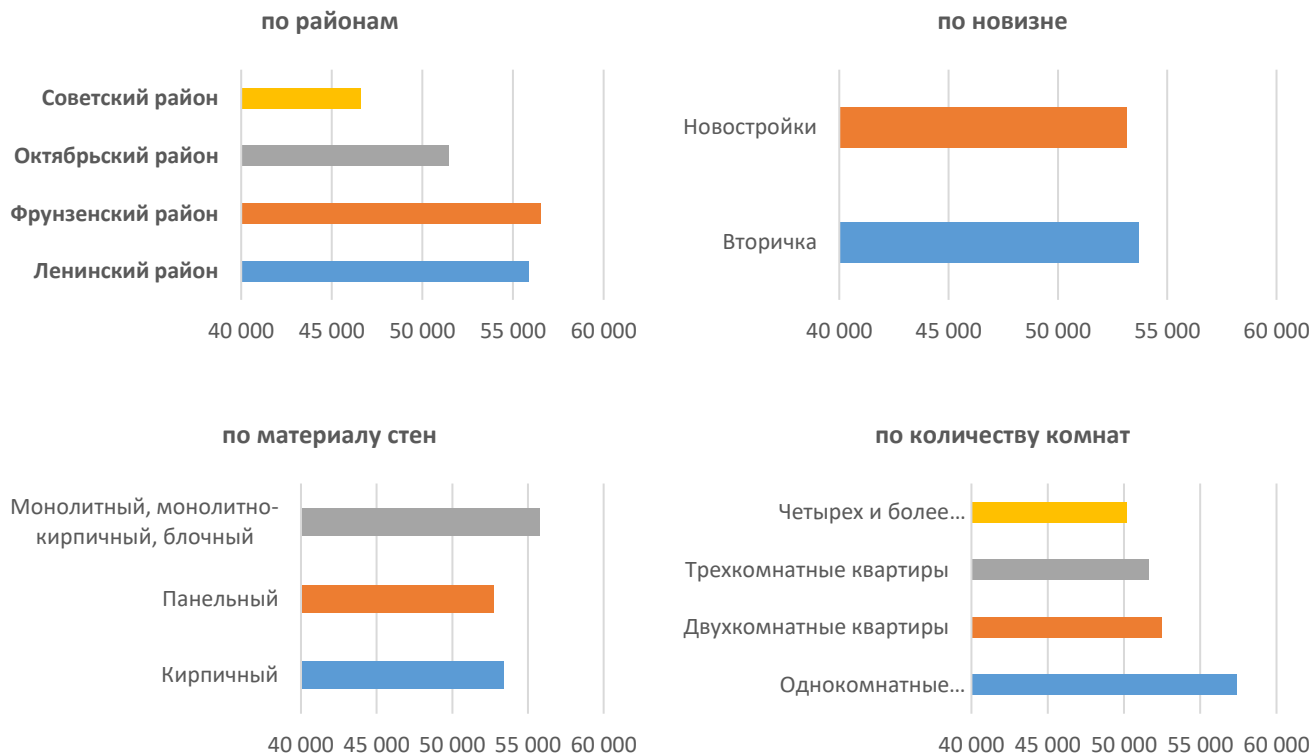 по районам
Советский район
Октябрьский район
Фрунзенский район
Ленинский район
40 000 45 000 50 000 55 000 60 000
по новизне
Новостройки
Вторичка
40 000 45 000 50 000 55 000 60 000
по материалу стен
Монолитный, монолитно-
кирпичный, блочный
Панельный
Кирпичный
40 000 45 000 50 000 55 000 60 000
по количеству комнат
Четырех и более...
Трехкомнатные квартиры
Двухкомнатные квартиры
Однокомнатные...
40 000 45 000 50 000 55 000 60 000